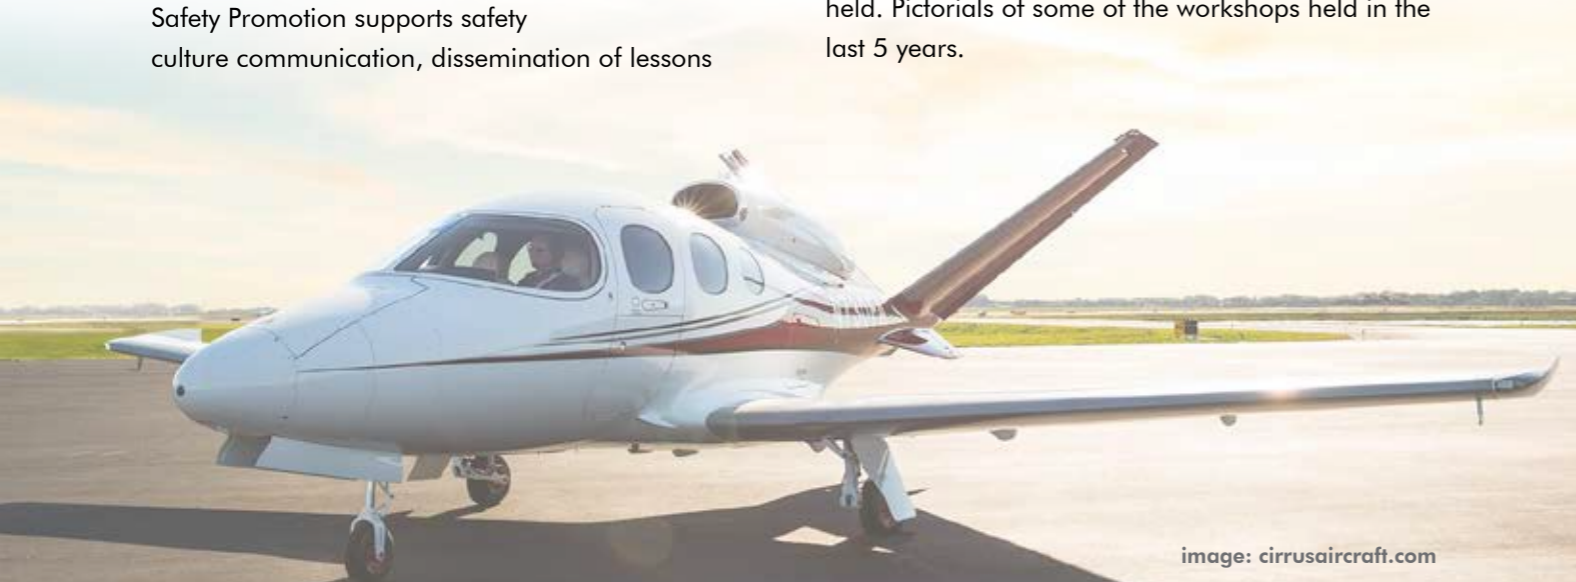 Safety Promotion supports safety
culture communication, dissemination of lessons
held. Pictorials of some of the workshops held in the
last 5 years.
image: cirrusaircraft.com